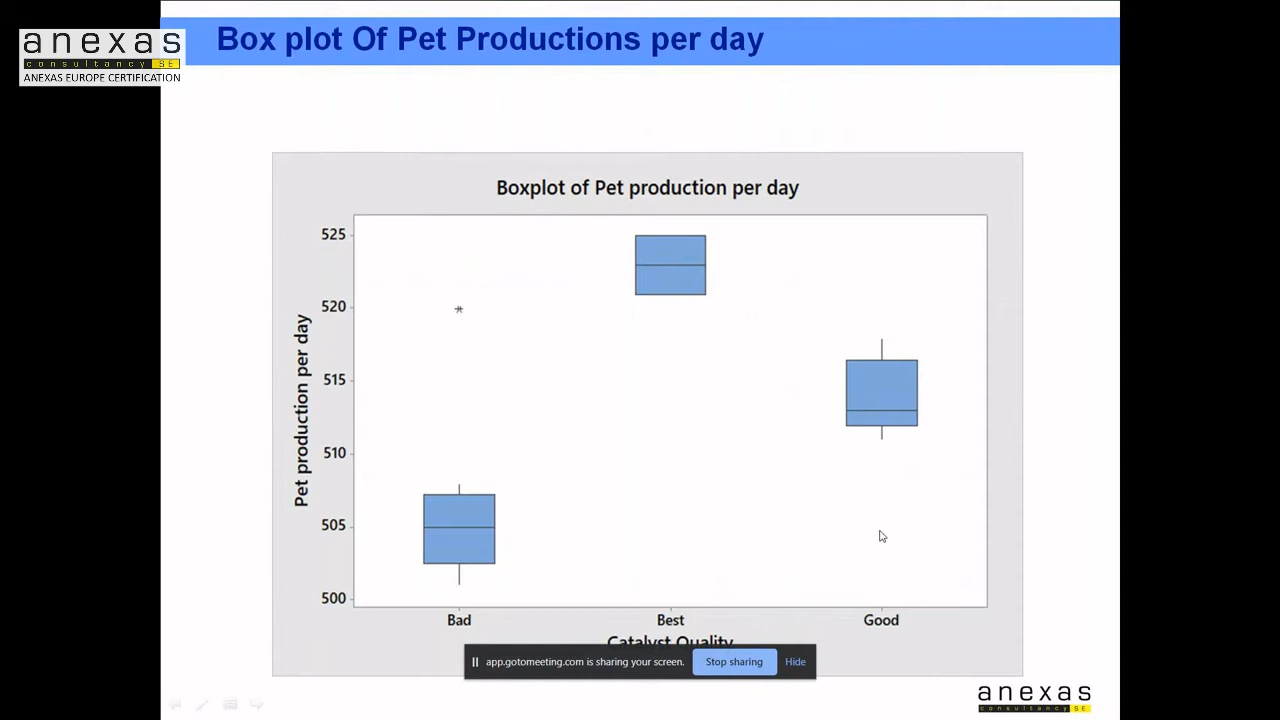 Box plot Of Pet Productions per day
anexas
consultancy SE
ANEXAS EUROPE CERTIFICATION
Boxplot of Pet production per day
Pet production per day
525
520
515
510
505
500
Bad Best Good
Catalyst Quality
app.gotomeeting.com is sharing your screen. Stop sharing Hide
anexas
consultancy SE